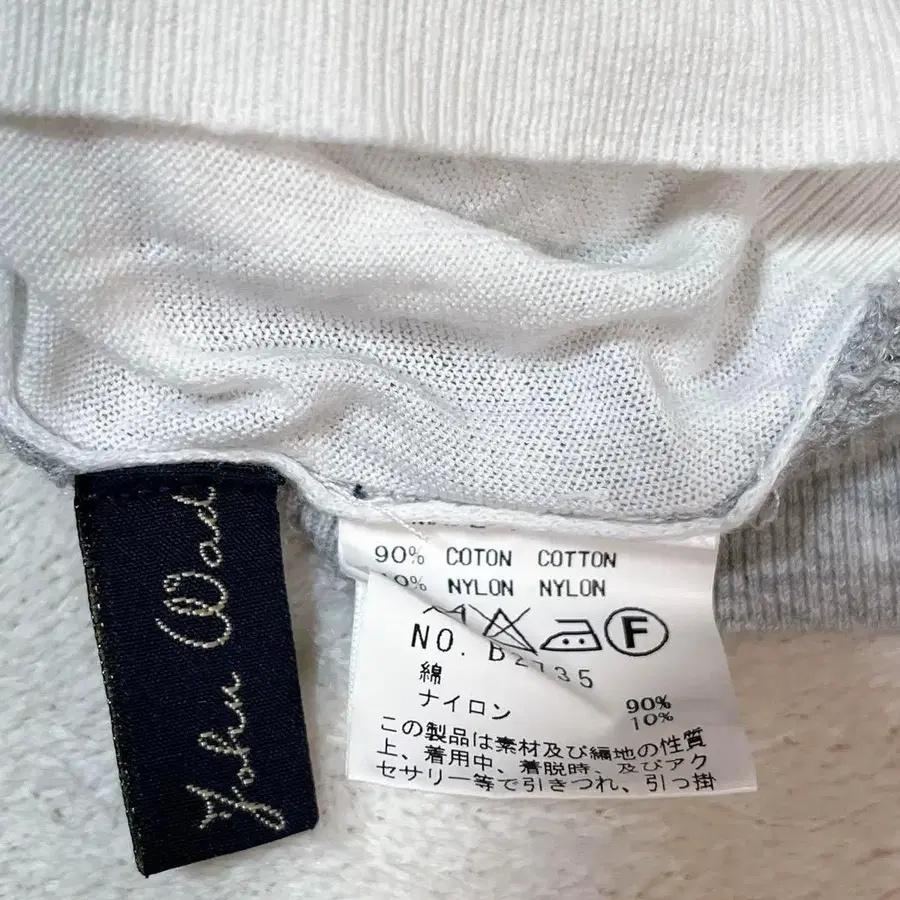 John Wad
90% COTON COTTON
10% NYLON NYLON
F
NO.
綿 90%
ナイロン 10%
この製品は素材及び編地の性質
上、着用中、着脱時、及びアク
セサリー等で引きつれ、引っ掛